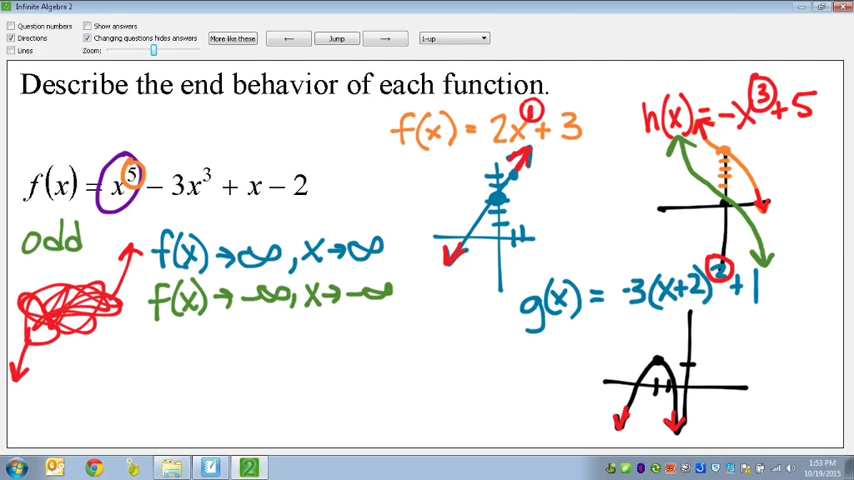 Infinite Algebra 2
Question numbers
Show answers
Directions
Changing questions hides answers
Lines
Zoom:
More like these
←
Jump
→
1-up
Describe the end behavior of each function.
f(x) = x⁵ − 3x³ + x − 2
odd
f(x) → ∞, x → ∞
f(x) → -∞, x → -∞
f(x) = 2x¹ + 3
h(x) = -x³ + 5
g(x) = -3(x+2)² + 1
2
1:53 PM
10/19/2015